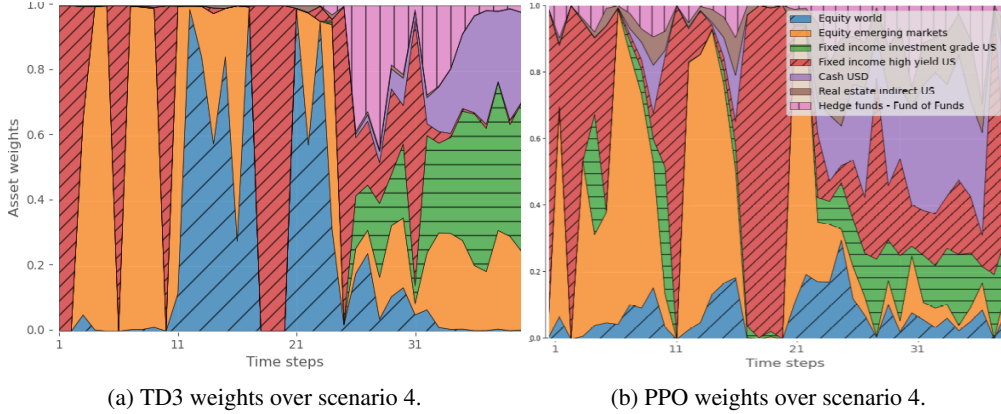 1.0
0.8
0.6
0.4
0.2
0.0
Asset weights
1
11
21
31
Time steps
(a) TD3 weights over scenario 4.
1.0
0.8
0.6
0.4
0.2
0.0
1
11
21
31
Time steps
Equity world
Equity emerging markets
Fixed income investment grade US
Fixed income high yield US
Cash USD
Real estate indirect US
Hedge funds - Fund of Funds
(b) PPO weights over scenario 4.